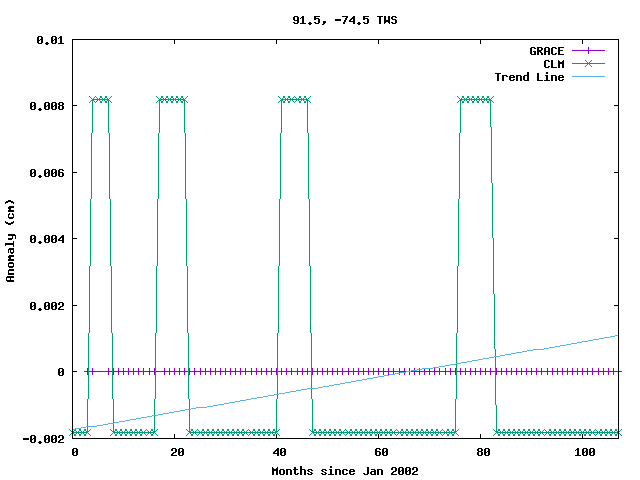 91.5, -74.5 TWS
GRACE
CLM
Trend Line
0.01
0.008
0.006
0.004
0.002
0
-0.002
Anomaly (cm)
0 20 40 60 80 100
Months since Jan 2002